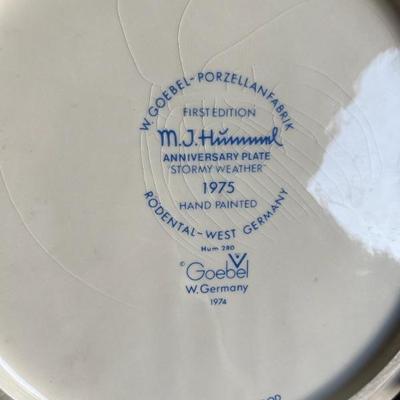 W. GOEBEL-PORZELLANFABRIK
FIRST EDITION
M.J.Hummel
ANNIVERSARY PLATE
"STORMY WEATHER"
1975
HAND PAINTED
RÖDENTAL-WEST GERMANY
Hum 280
© Goebel
W. Germany
1974